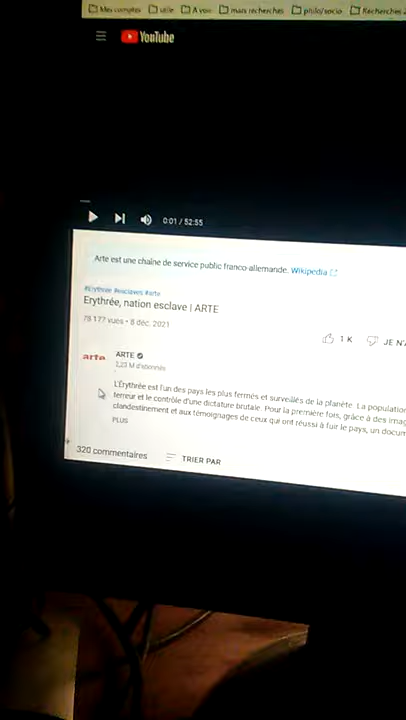 Mes comptes utile A voir mars recherches philo/socio Recherches
YouTube
0:01 / 52:55
Arte est une chaîne de service public franco-allemande. Wikipedia
#Erythrée #esclaves #arte
Erythrée, nation esclave | ARTE
78 177 vues • 8 déc. 2021
1 K JE N'A
arte ARTE
2,23 M d'abonnés
L'Érythrée est l'un des pays les plus fermés et surveillés de la planète. La population
terreur et le contrôle d'une dictature brutale. Pour la première fois, grâce à des imag
clandestinement et aux témoignages de ceux qui ont réussi à fuir le pays, un docum
PLUS
320 commentaires TRIER PAR